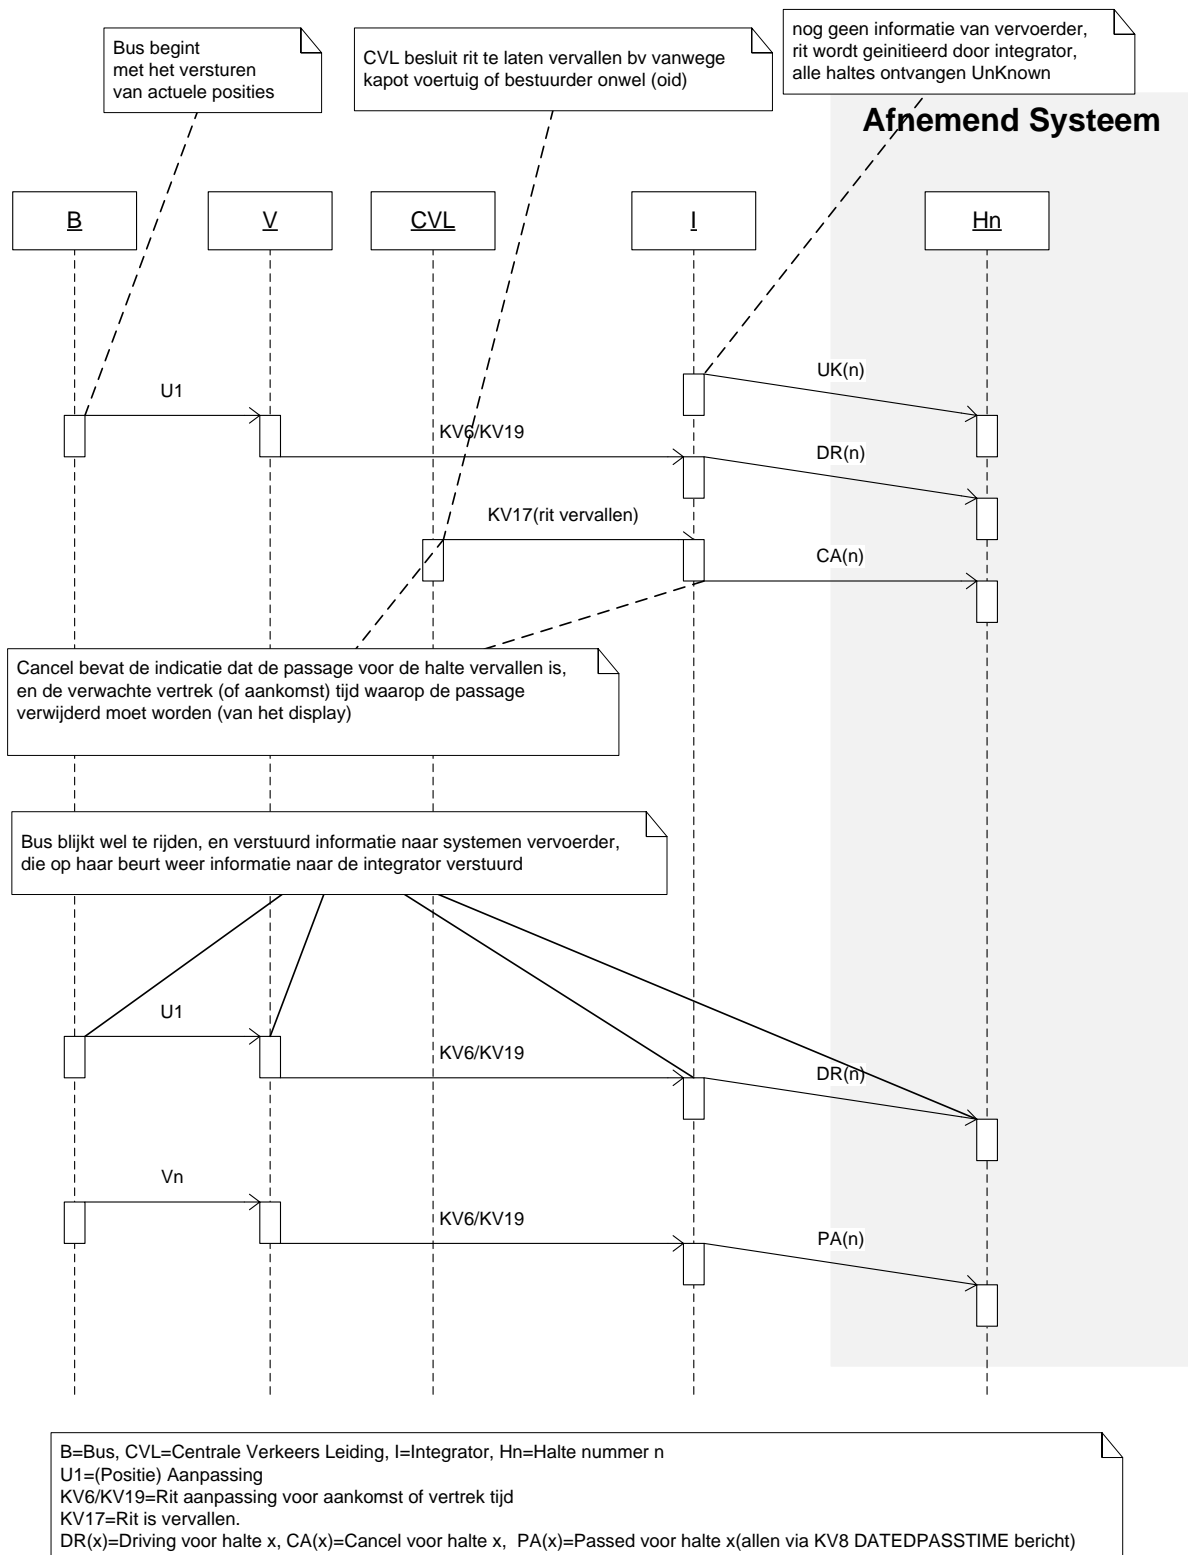 Bus begint
met het versturen
van actuele posities
CVL besluit rit te laten vervallen bv vanwege
kapot voertuig of bestuurder onwel (oid)
nog geen informatie van vervoerder,
rit wordt geinitieerd door integrator,
alle haltes ontvangen UnKnown
Afnemend Systeem
B
V
CVL
I
Hn
UK(n)
U1
KV6/KV19
DR(n)
KV17(rit vervallen)
CA(n)
Cancel bevat de indicatie dat de passage voor de halte vervallen is,
en de verwachte vertrek (of aankomst) tijd waarop de passage
verwijderd moet worden (van het display)
Bus blijkt wel te rijden, en verstuurd informatie naar systemen vervoerder,
die op haar beurt weer informatie naar de integrator verstuurd
U1
KV6/KV19
DR(n)
Vn
KV6/KV19
PA(n)
B=Bus, CVL=Centrale Verkeers Leiding, I=Integrator, Hn=Halte nummer n
U1=(Positie) Aanpassing
KV6/KV19=Rit aanpassing voor aankomst of vertrek tijd
KV17=Rit is vervallen.
DR(x)=Driving voor halte x, CA(x)=Cancel voor halte x, PA(x)=Passed voor halte x(allen via KV8 DATEDPASSTIME bericht)